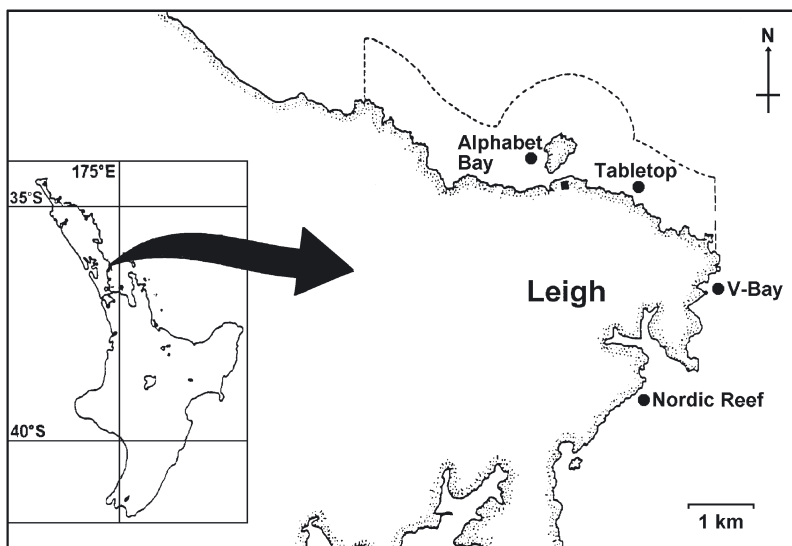 N
Alphabet
Bay
Tabletop
175°E
35°S
Leigh
V-Bay
Nordic Reef
40°S
1 km